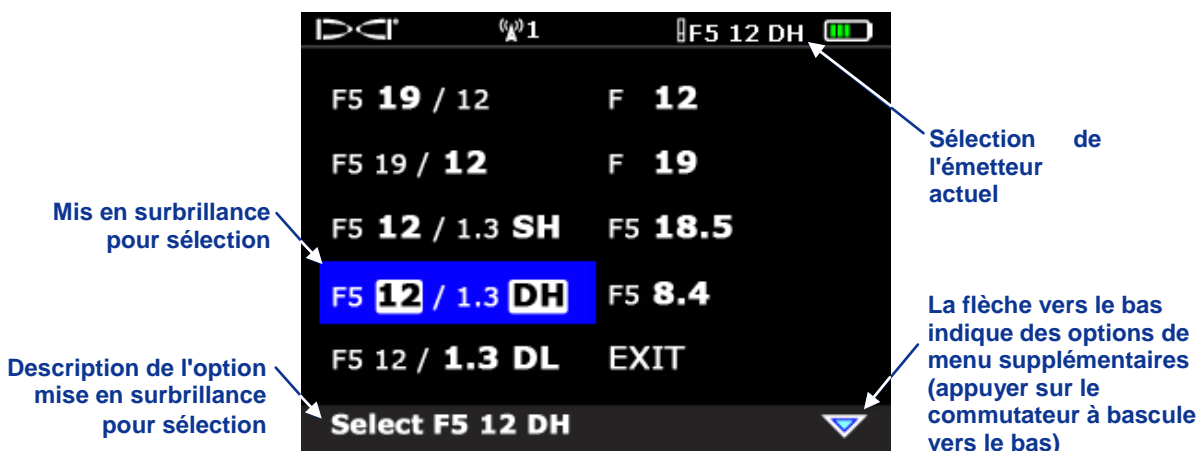 1 F5 12 DH
F5 19 / 12 F 12
F5 19 / 12 F 19
F5 12 / 1.3 SH F5 18.5
F5 12 / 1.3 DH F5 8.4
F5 12 / 1.3 DL EXIT
Select F5 12 DH
Sélection de
l'émetteur
actuel
Mis en surbrillance
pour sélection
La flèche vers le bas
indique des options de
menu supplémentaires
(appuyer sur le
commutateur à bascule
vers le bas)
Description de l'option
mise en surbrillance
pour sélection